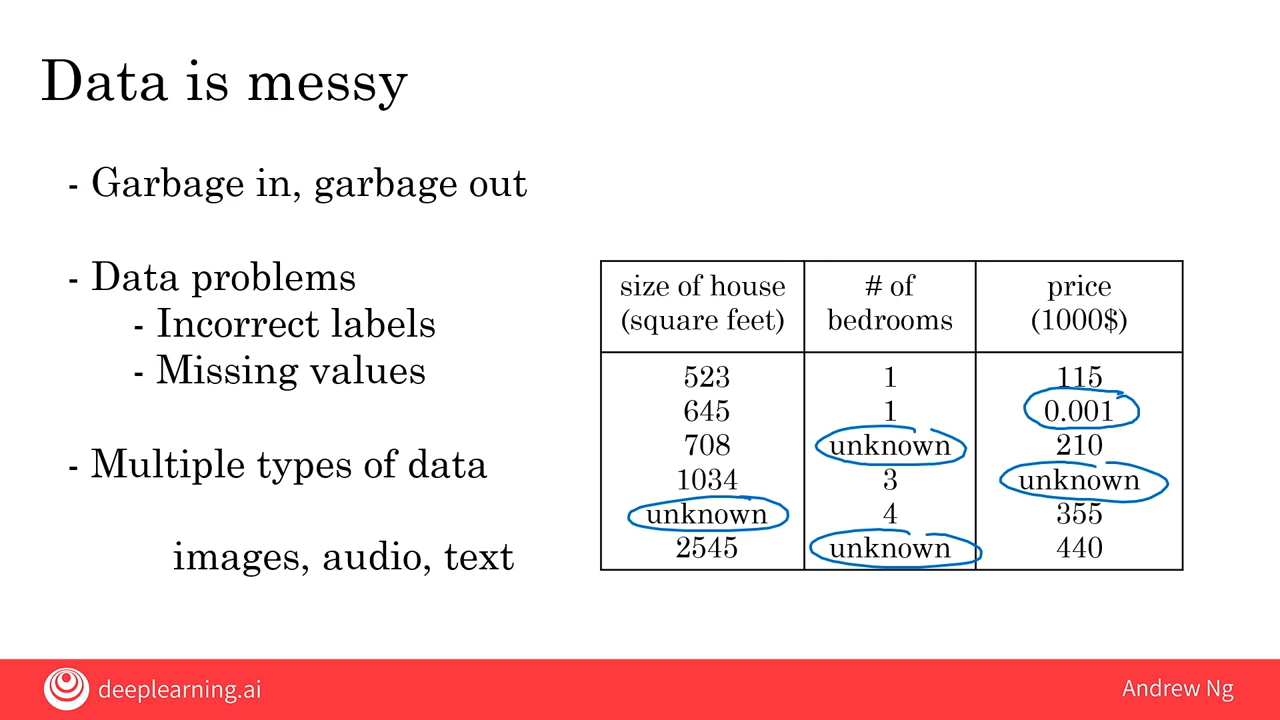 Data is messy
- Garbage in, garbage out
- Data problems
- Incorrect labels
- Missing values
- Multiple types of data
images, audio, text
size of house (square feet) # of bedrooms price (1000$)
523 1 115
645 1 0.001
708 unknown 210
1034 3 unknown
unknown 4 355
2545 unknown 440
deeplearning.ai
Andrew Ng